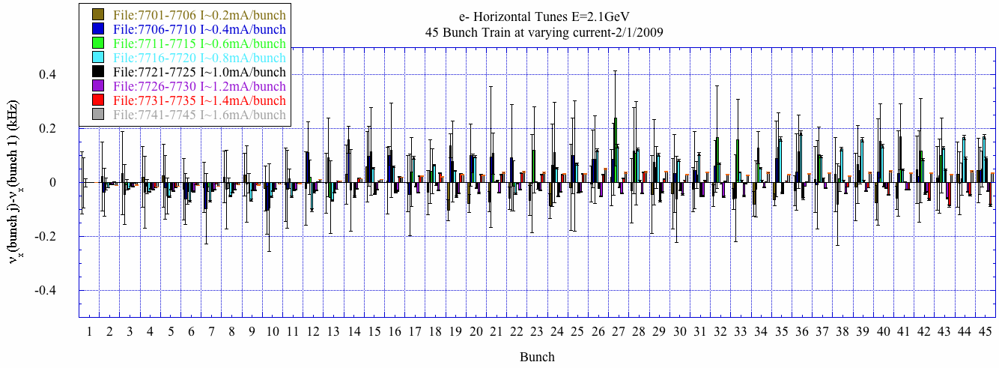 File:7701-7706 I~0.2mA/bunch
File:7706-7710 I~0.4mA/bunch
File:7711-7715 I~0.6mA/bunch
File:7716-7720 I~0.8mA/bunch
File:7721-7725 I~1.0mA/bunch
File:7726-7730 I~1.2mA/bunch
File:7731-7735 I~1.4mA/bunch
File:7741-7745 I~1.6mA/bunch
e- Horizontal Tunes E=2.1GeV
45 Bunch Train at varying current-2/1/2009
ν_x(bunch j)-ν_x(bunch 1) (kHz)
0.4
0.2
0
-0.2
-0.4
1 2 3 4 5 6 7 8 9 10 11 12 13 14 15 16 17 18 19 20 21 22 23 24 25 26 27 28 29 30 31 32 33 34 35 36 37 38 39 40 41 42 43 44 45
Bunch